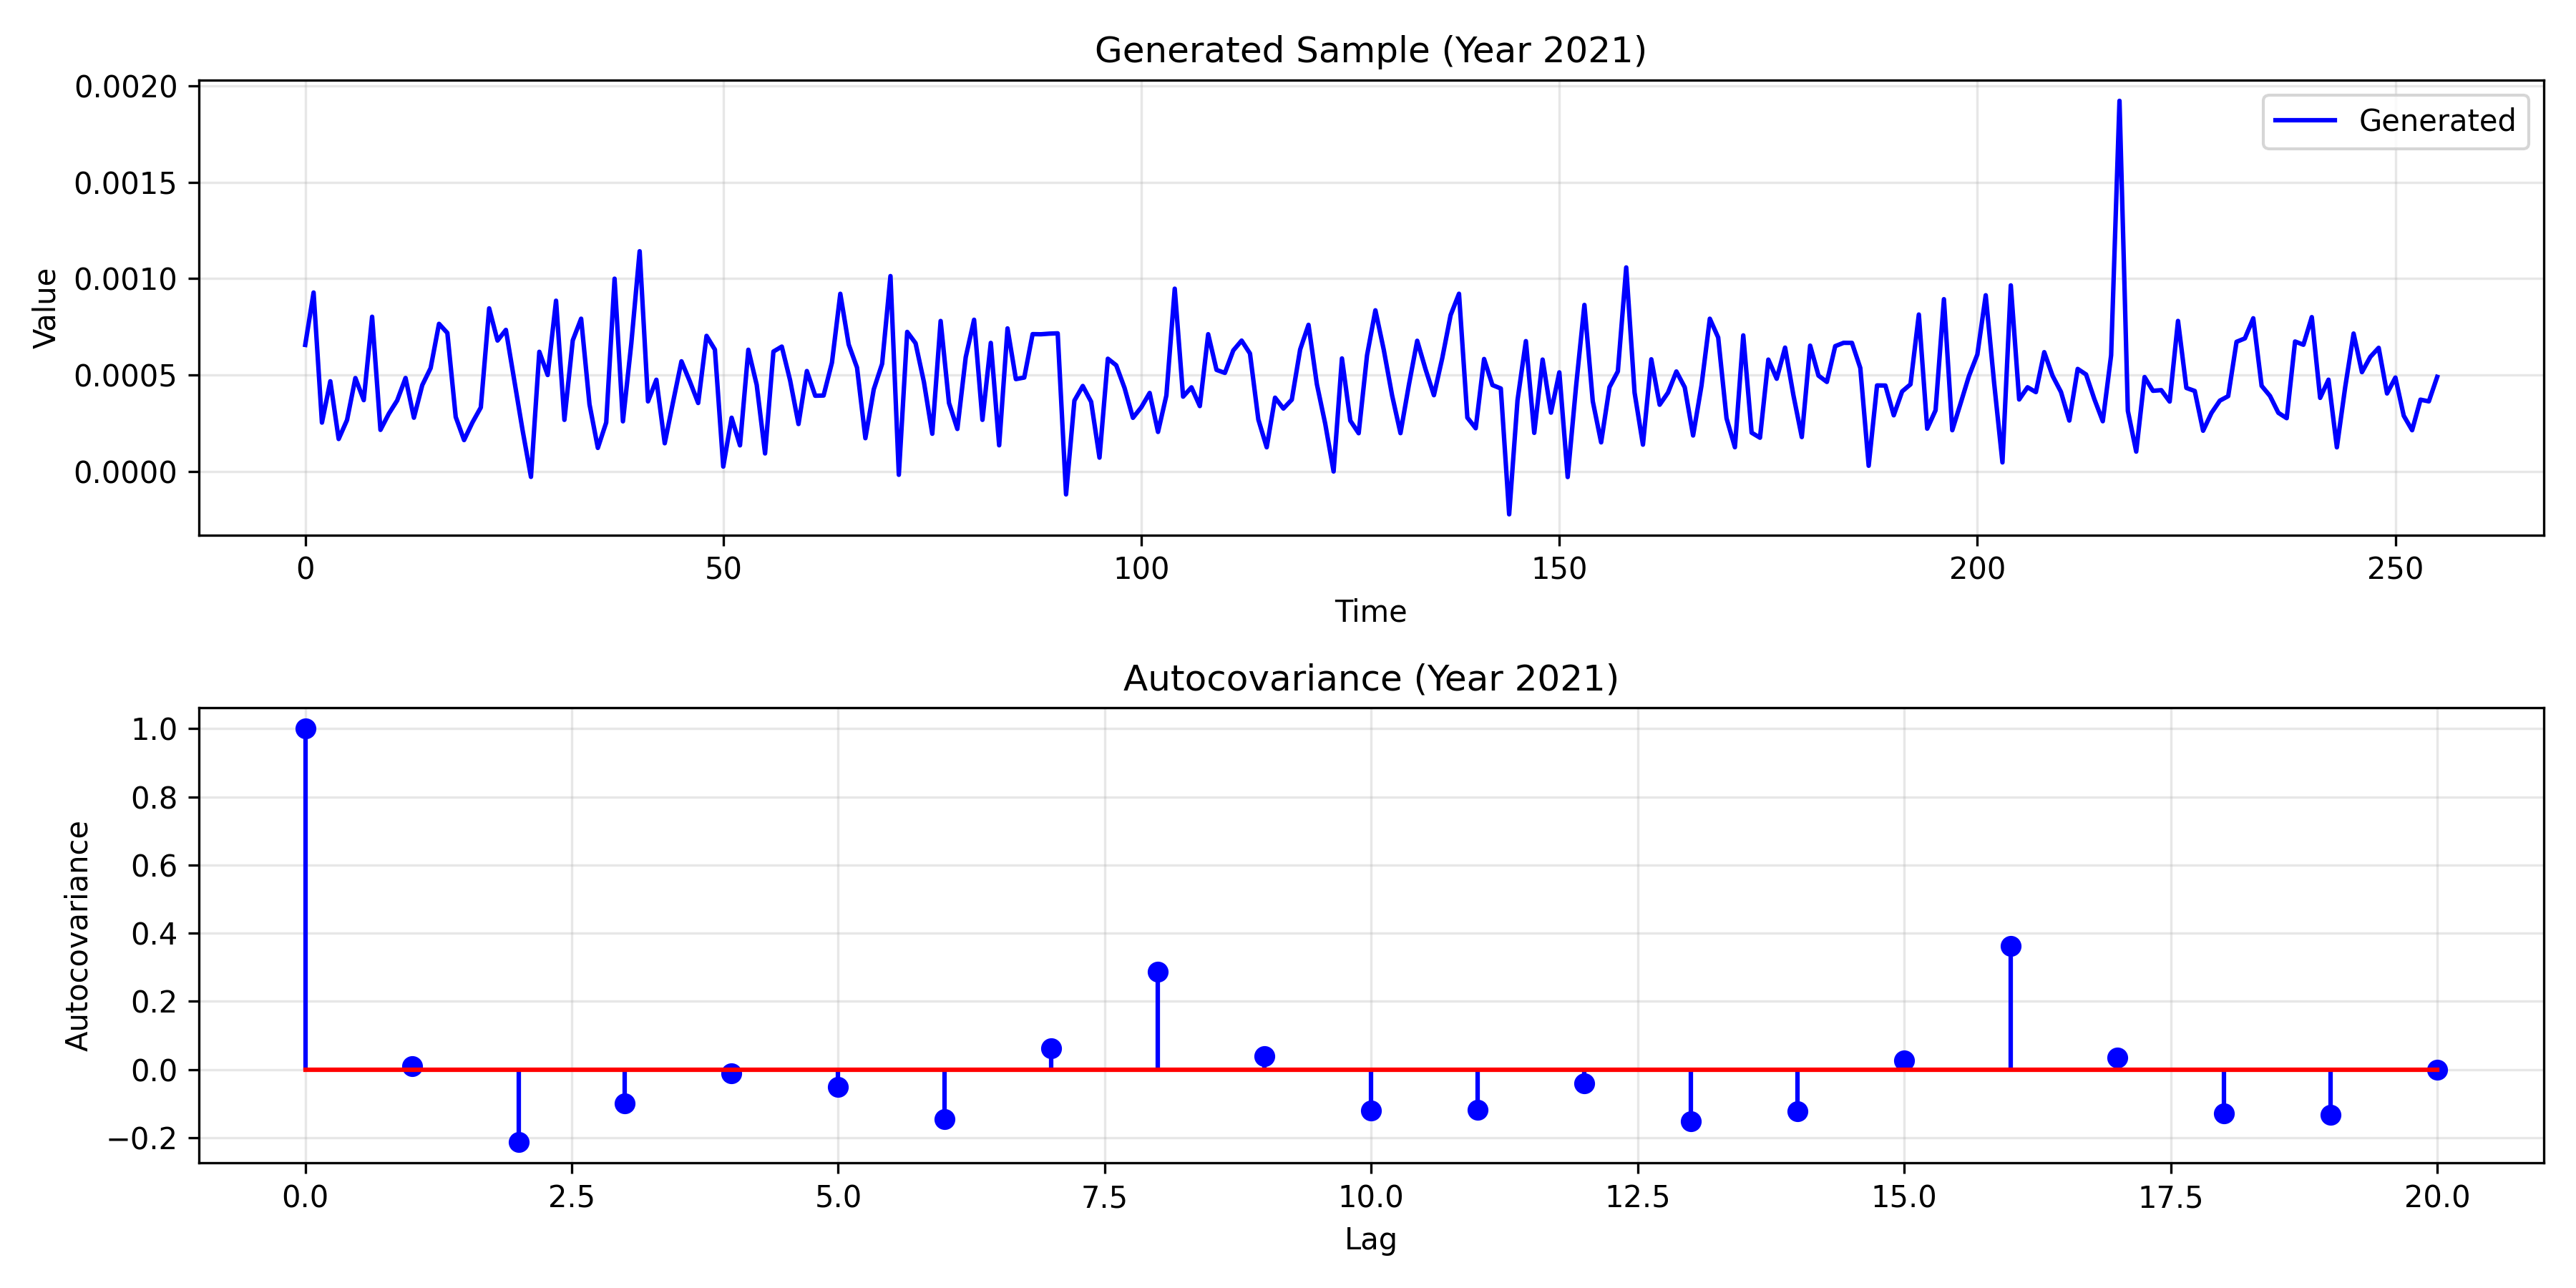 Generated Sample (Year 2021)
0.0020
0.0015
0.0010
0.0005
0.0000
Value
Generated
0 50 100 150 200 250
Time
Autocovariance (Year 2021)
1.0
0.8
0.6
0.4
0.2
0.0
−0.2
Autocovariance
0.0 2.5 5.0 7.5 10.0 12.5 15.0 17.5 20.0
Lag